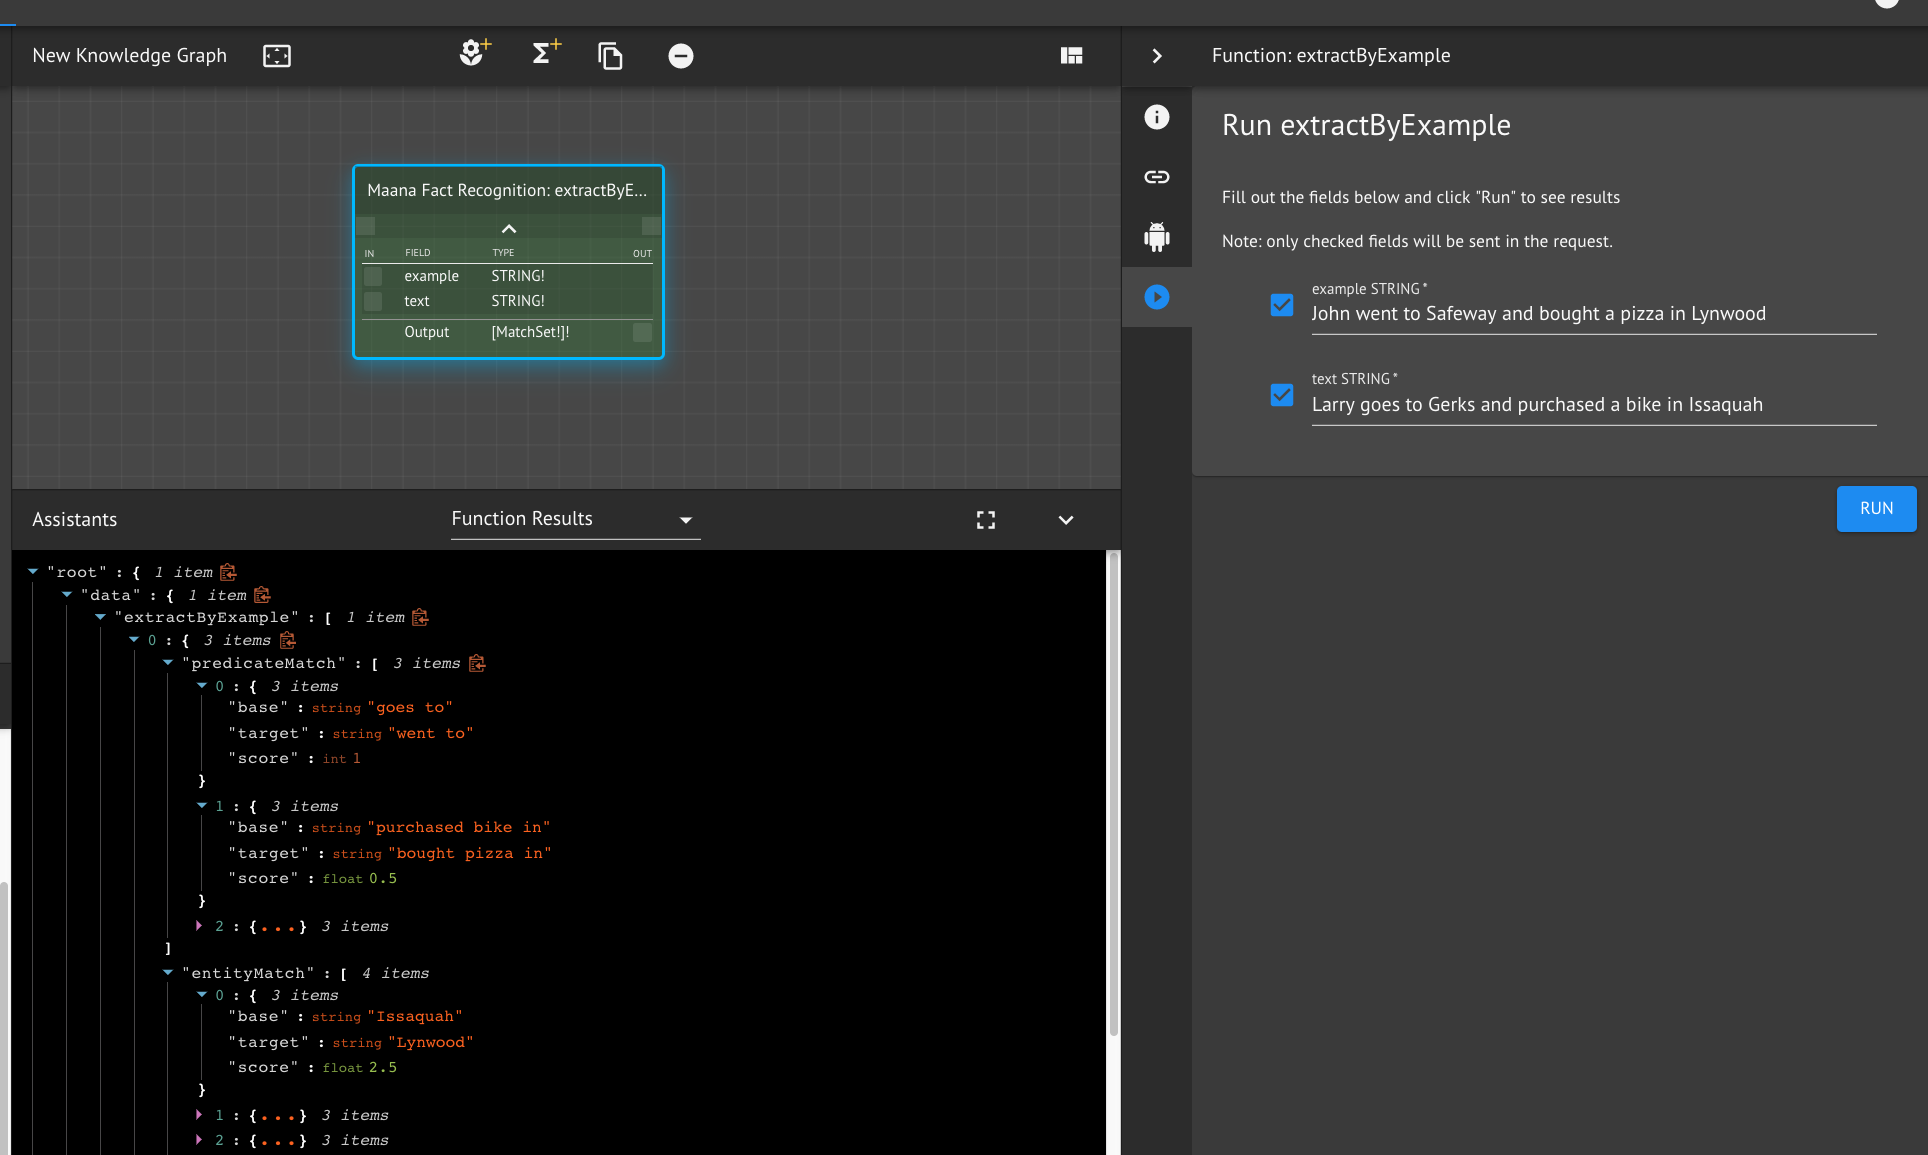 New Knowledge Graph
Maana Fact Recognition: extractByE...
IN FIELD TYPE OUT
example STRING!
text STRING!
Output [MatchSet!]!
Assistants
Function Results
"root" : { 1 item
"data" : { 1 item
"extractByExample" : [ 1 item
0 : { 3 items
"predicateMatch" : [ 3 items
0 : { 3 items
"base" : string "goes to"
"target" : string "went to"
"score" : int 1
}
1 : { 3 items
"base" : string "purchased bike in"
"target" : string "bought pizza in"
"score" : float 0.5
}
2 : {...} 3 items
]
"entityMatch" : [ 4 items
0 : { 3 items
"base" : string "Issaquah"
"target" : string "Lynwood"
"score" : float 2.5
}
1 : {...} 3 items
2 : {...} 3 items
Function: extractByExample
Run extractByExample
Fill out the fields below and click "Run" to see results
Note: only checked fields will be sent in the request.
example STRING *
John went to Safeway and bought a pizza in Lynwood
text STRING *
Larry goes to Gerks and purchased a bike in Issaquah
RUN